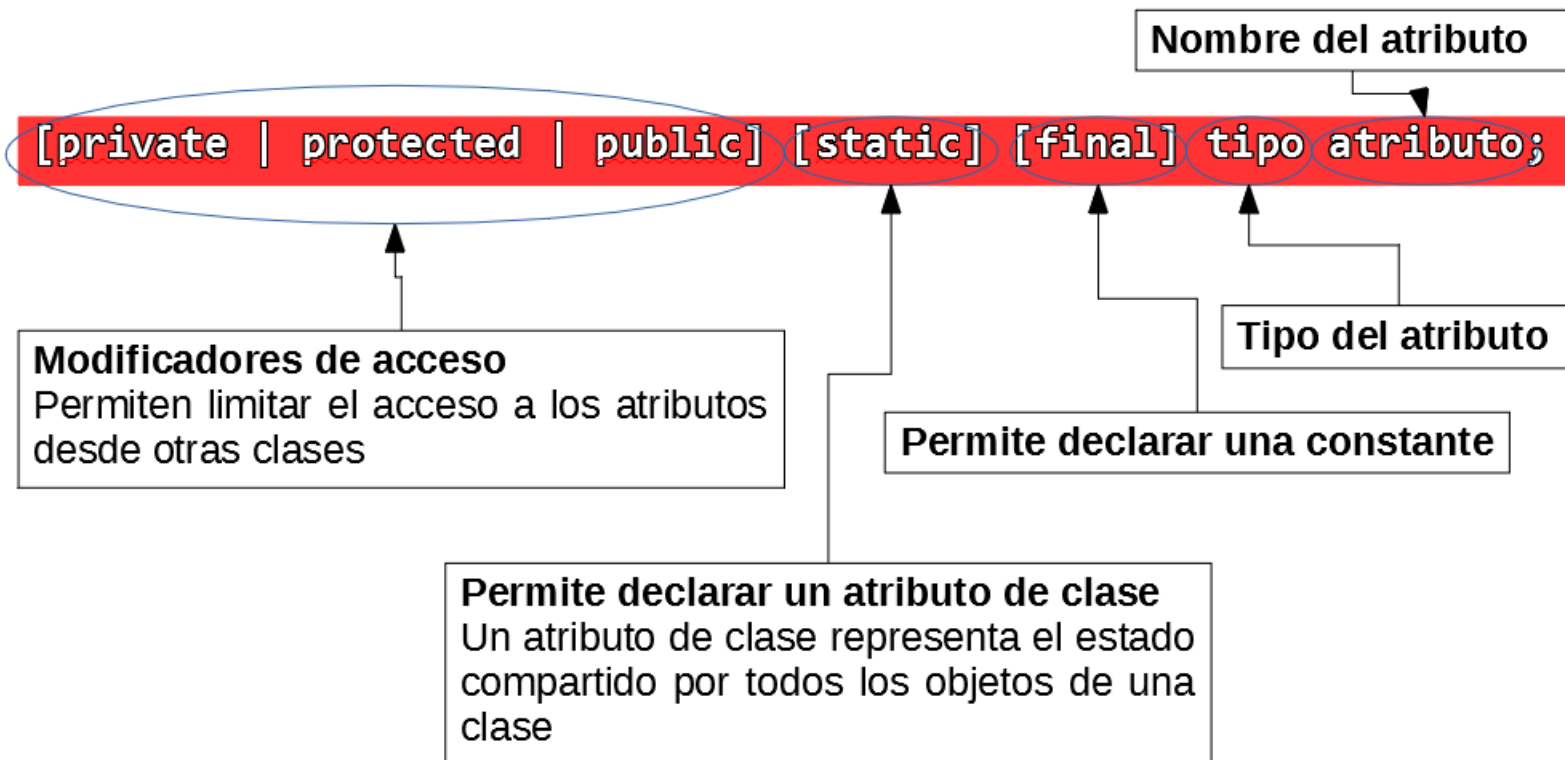 Nombre del atributo
[private | protected | public] [static] [final] tipo atributo;
Modificadores de acceso
Permiten limitar el acceso a los atributos
desde otras clases
Tipo del atributo
Permite declarar una constante
Permite declarar un atributo de clase
Un atributo de clase representa el estado
compartido por todos los objetos de una
clase